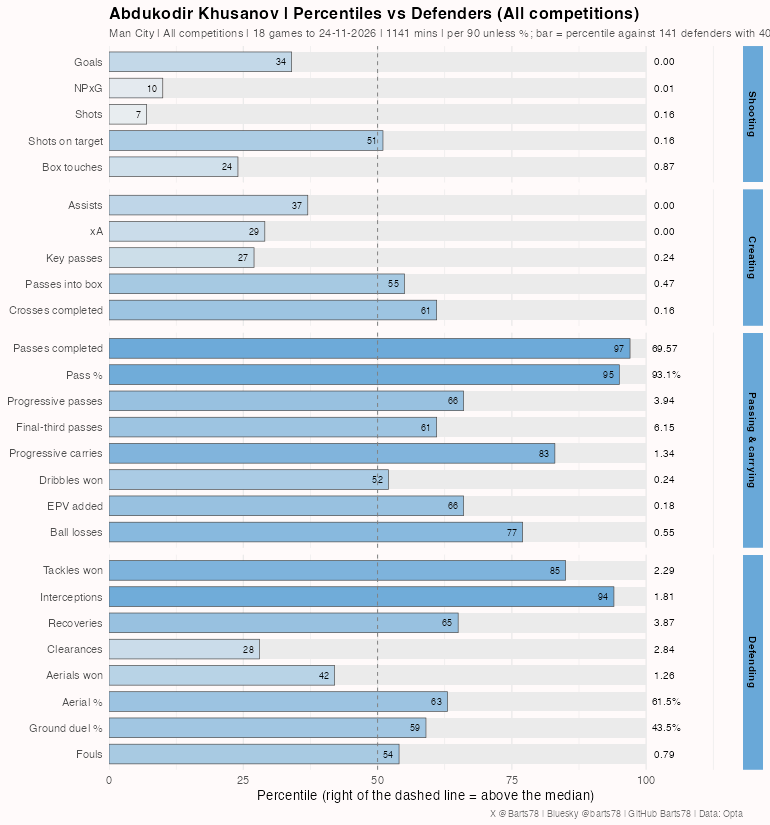 Abdukodir Khusanov | Percentiles vs Defenders (All competitions)
Man City | All competitions | 18 games to 24-11-2026 | 1141 mins | per 90 unless %; bar = percentile against 141 defenders with 40
Shooting
Goals 34 0.00
NPxG 10 0.01
Shots 7 0.16
Shots on target 51 0.16
Box touches 24 0.87
Creating
Assists 37 0.00
xA 29 0.00
Key passes 27 0.24
Passes into box 55 0.47
Crosses completed 61 0.16
Passing & carrying
Passes completed 97 69.57
Pass % 95 93.1%
Progressive passes 66 3.94
Final-third passes 61 6.15
Progressive carries 83 1.34
Dribbles won 52 0.24
EPV added 66 0.18
Ball losses 77 0.55
Defending
Tackles won 85 2.29
Interceptions 94 1.81
Recoveries 65 3.87
Clearances 28 2.84
Aerials won 42 1.26
Aerial % 63 61.5%
Ground duel % 59 43.5%
Fouls 54 0.79
0 25 50 75 100
Percentile (right of the dashed line = above the median)
X @Barts78 | Bluesky @barts78 | GitHub Barts78 | Data: Opta